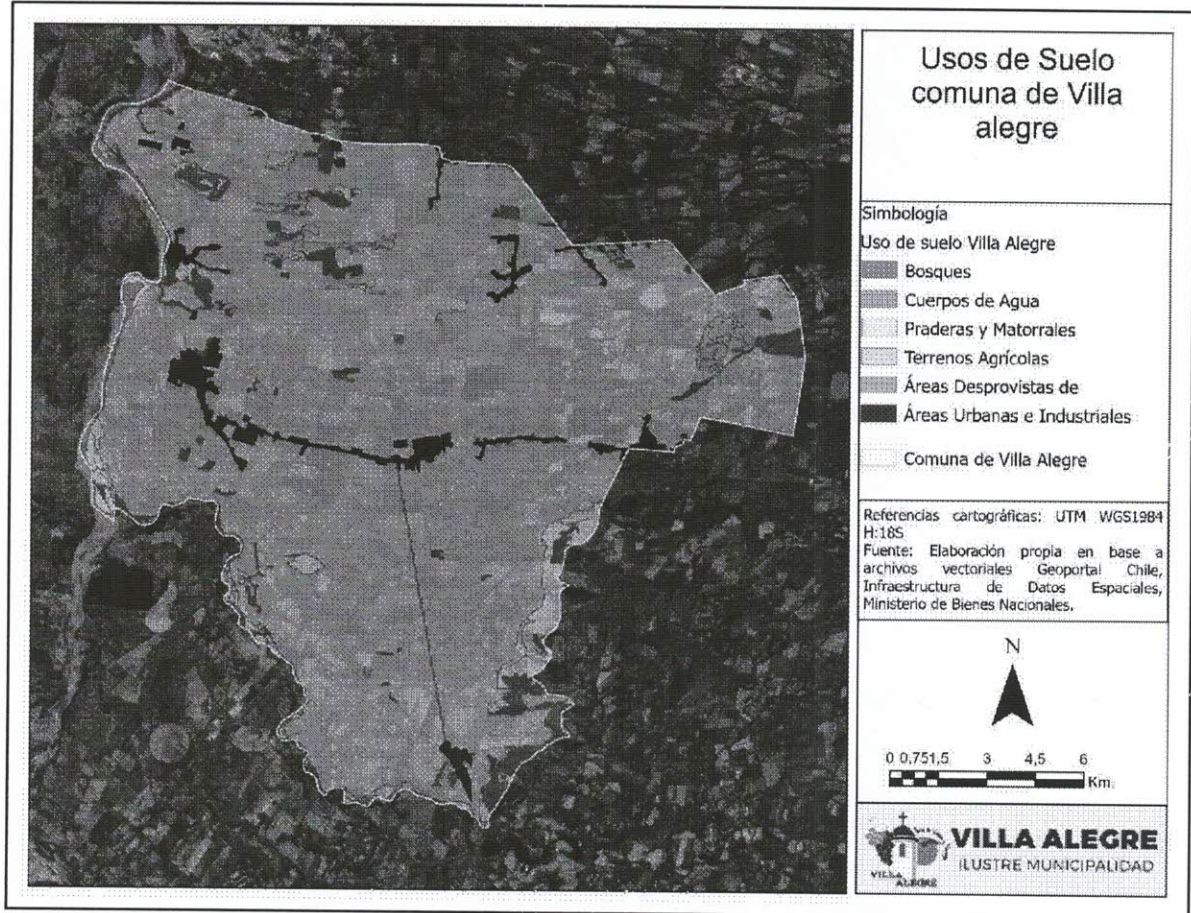 Usos de Suelo
comuna de Villa
alegre
Simbología
Uso de suelo Villa Alegre
Bosques
Cuerpos de Agua
Praderas y Matorrales
Terrenos Agrícolas
Áreas Desprovistas de
Áreas Urbanas e Industriales
Comuna de Villa Alegre
Referencias cartográficas: UTM WGS1984
H:18S
Fuente: Elaboración propia en base a
archivos vectoriales Geoportal Chile,
Infraestructura de Datos Espaciales,
Ministerio de Bienes Nacionales.
N
0 0,751,5 3 4,5 6
Km
VILLA ALEGRE
ILUSTRE MUNICIPALIDAD
VILLA
ALEGRE